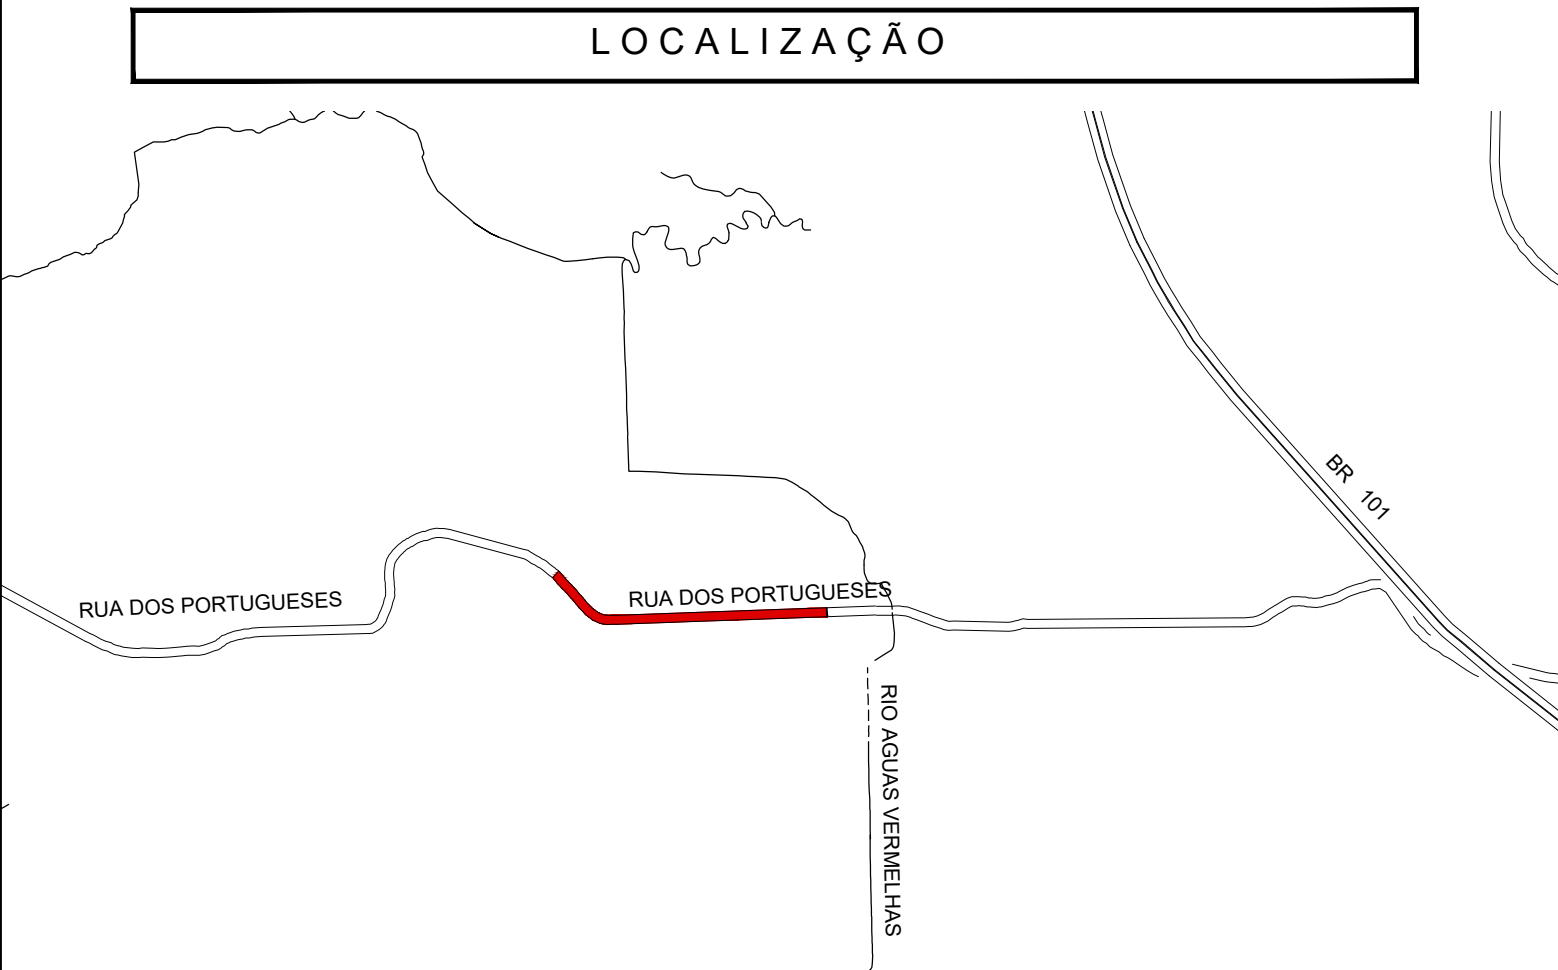 LOCALIZAÇÃO
BR 101
RUA DOS PORTUGUESES
RUA DOS PORTUGUESES
RIO AGUAS VERMELHAS